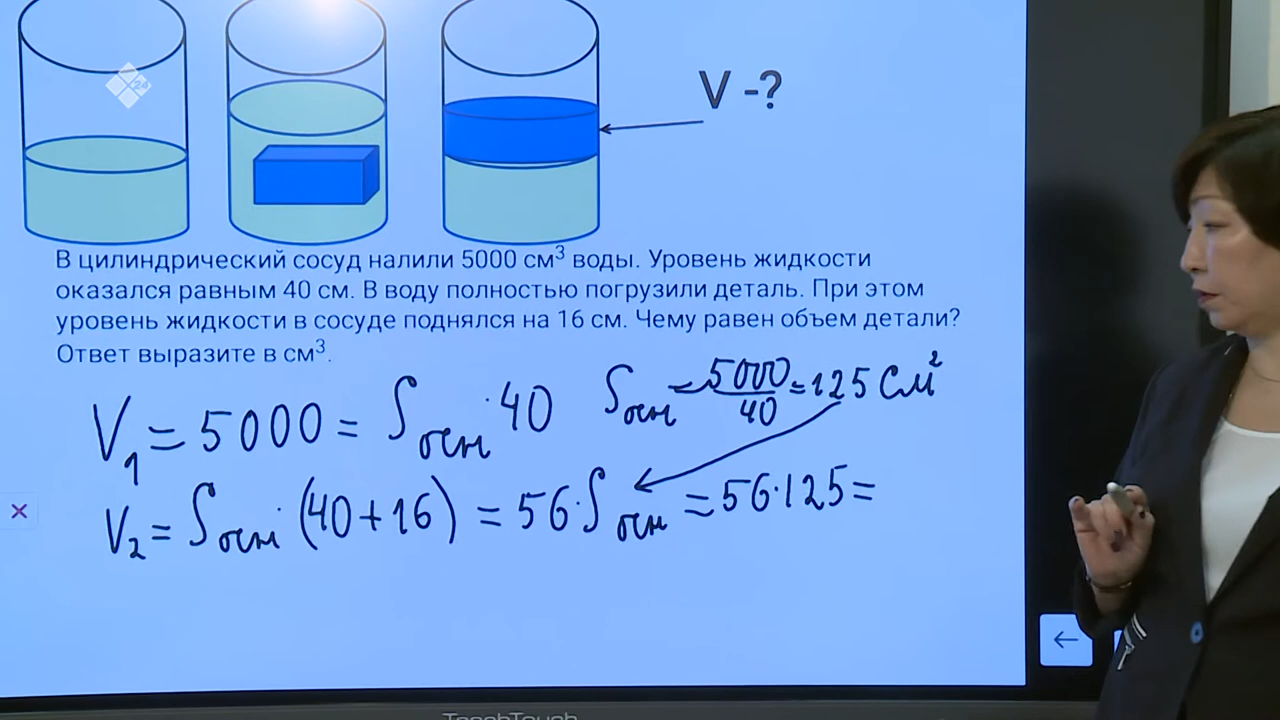 24
V -?
В цилиндрический сосуд налили 5000 см³ воды. Уровень жидкости
оказался равным 40 см. В воду полностью погрузили деталь. При этом
уровень жидкости в сосуде поднялся на 16 см. Чему равен объем детали?
Ответ выразите в см³.
V₁ = 5000 = Sосн · 40 Sосн = 5000/40 = 125 см²
V₂ = Sосн · (40+16) = 56 · Sосн = 56·125 =
TeachTouch